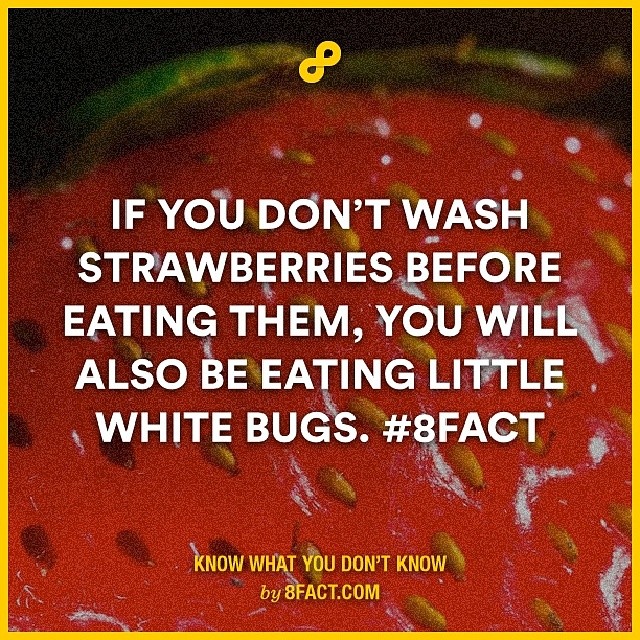 IF YOU DON'T WASH
STRAWBERRIES BEFORE
EATING THEM, YOU WILL
ALSO BE EATING LITTLE
WHITE BUGS. #8FACT
KNOW WHAT YOU DON'T KNOW
by 8FACT.COM